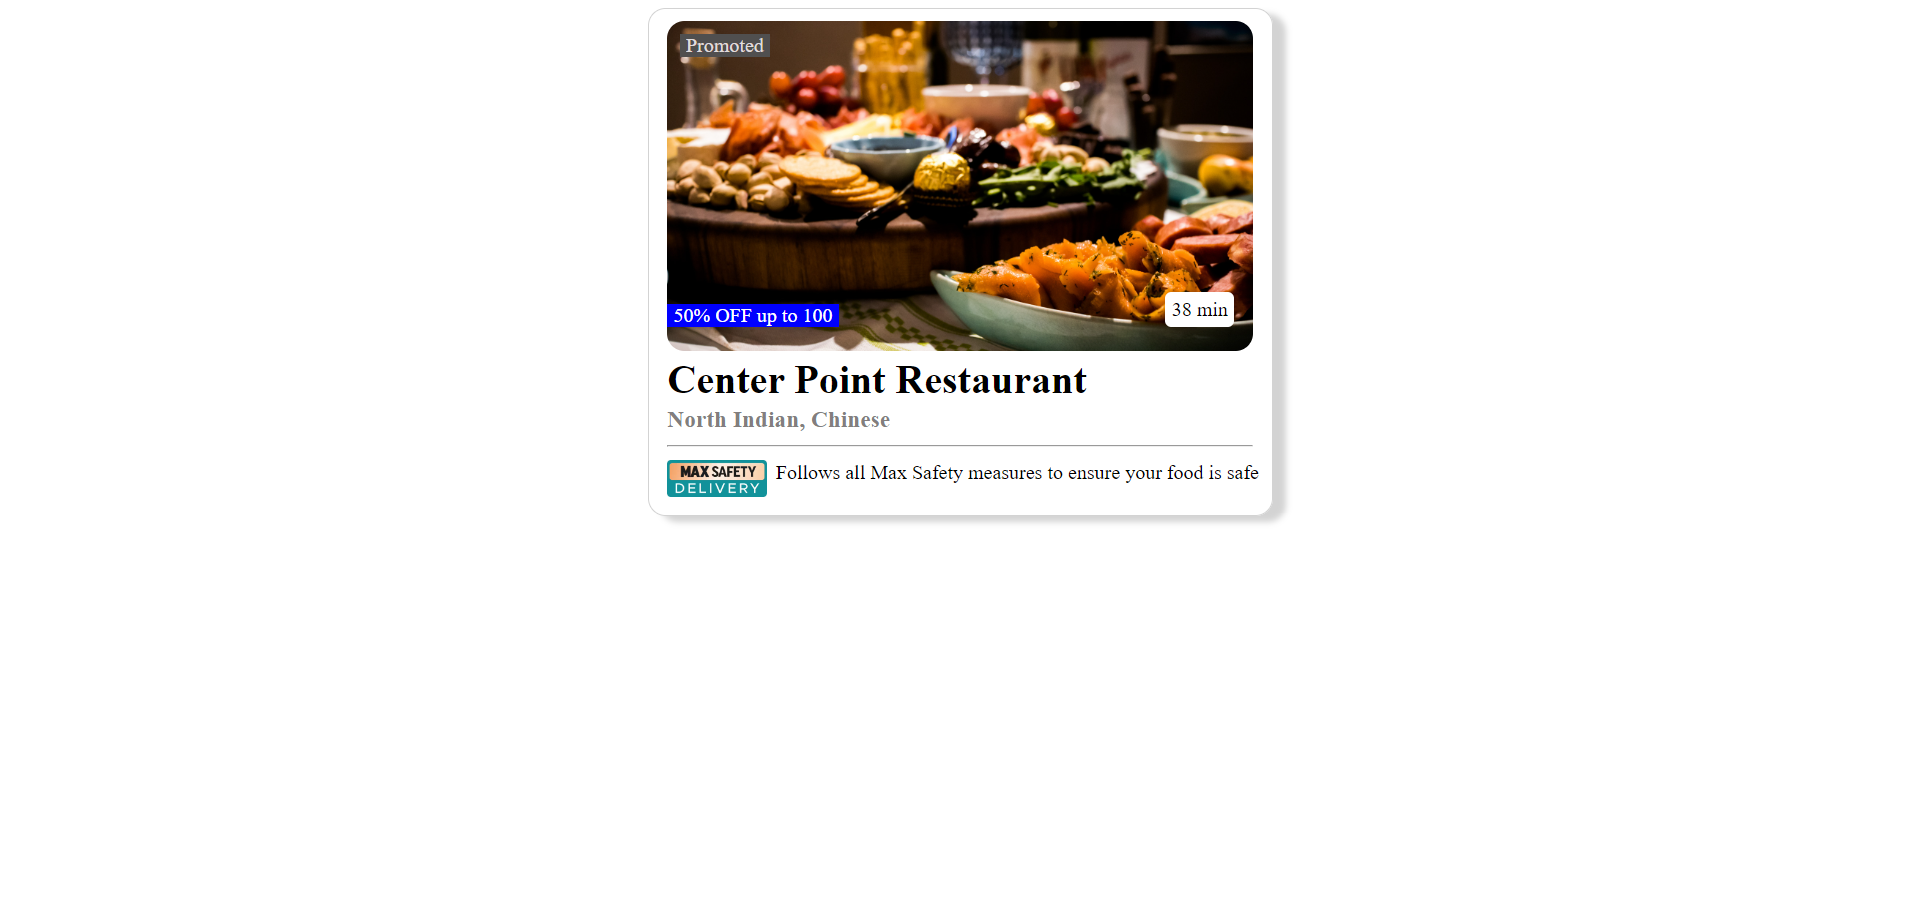 Promoted
50% OFF up to 100
38 min
Center Point Restaurant
North Indian, Chinese
MAX SAFETY
DELIVERY
Follows all Max Safety measures to ensure your food is safe